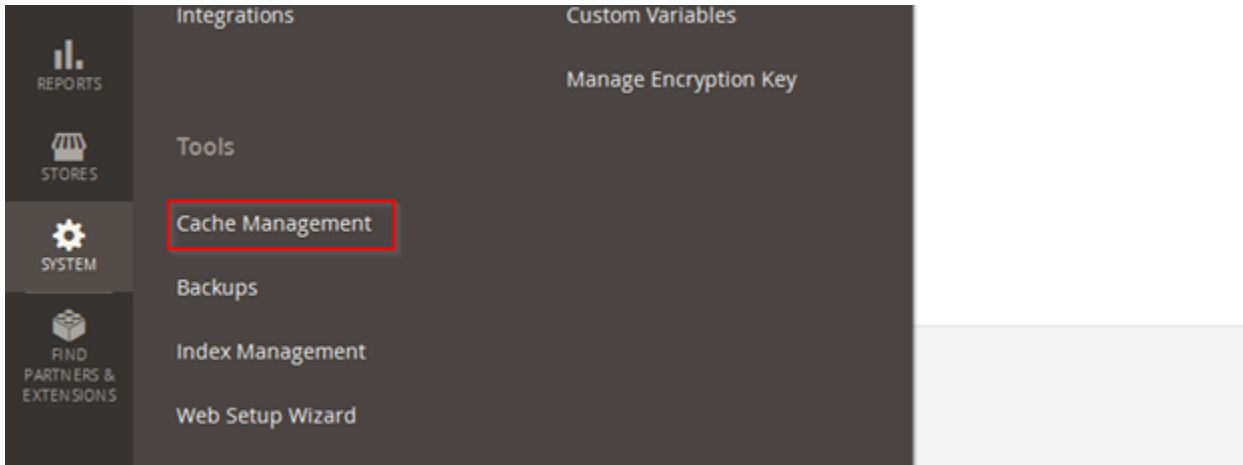 Integrations
Custom Variables
REPORTS
Manage Encryption Key
Tools
STORES
Cache Management
SYSTEM
Backups
FIND
PARTNERS &
EXTENSIONS
Index Management
Web Setup Wizard